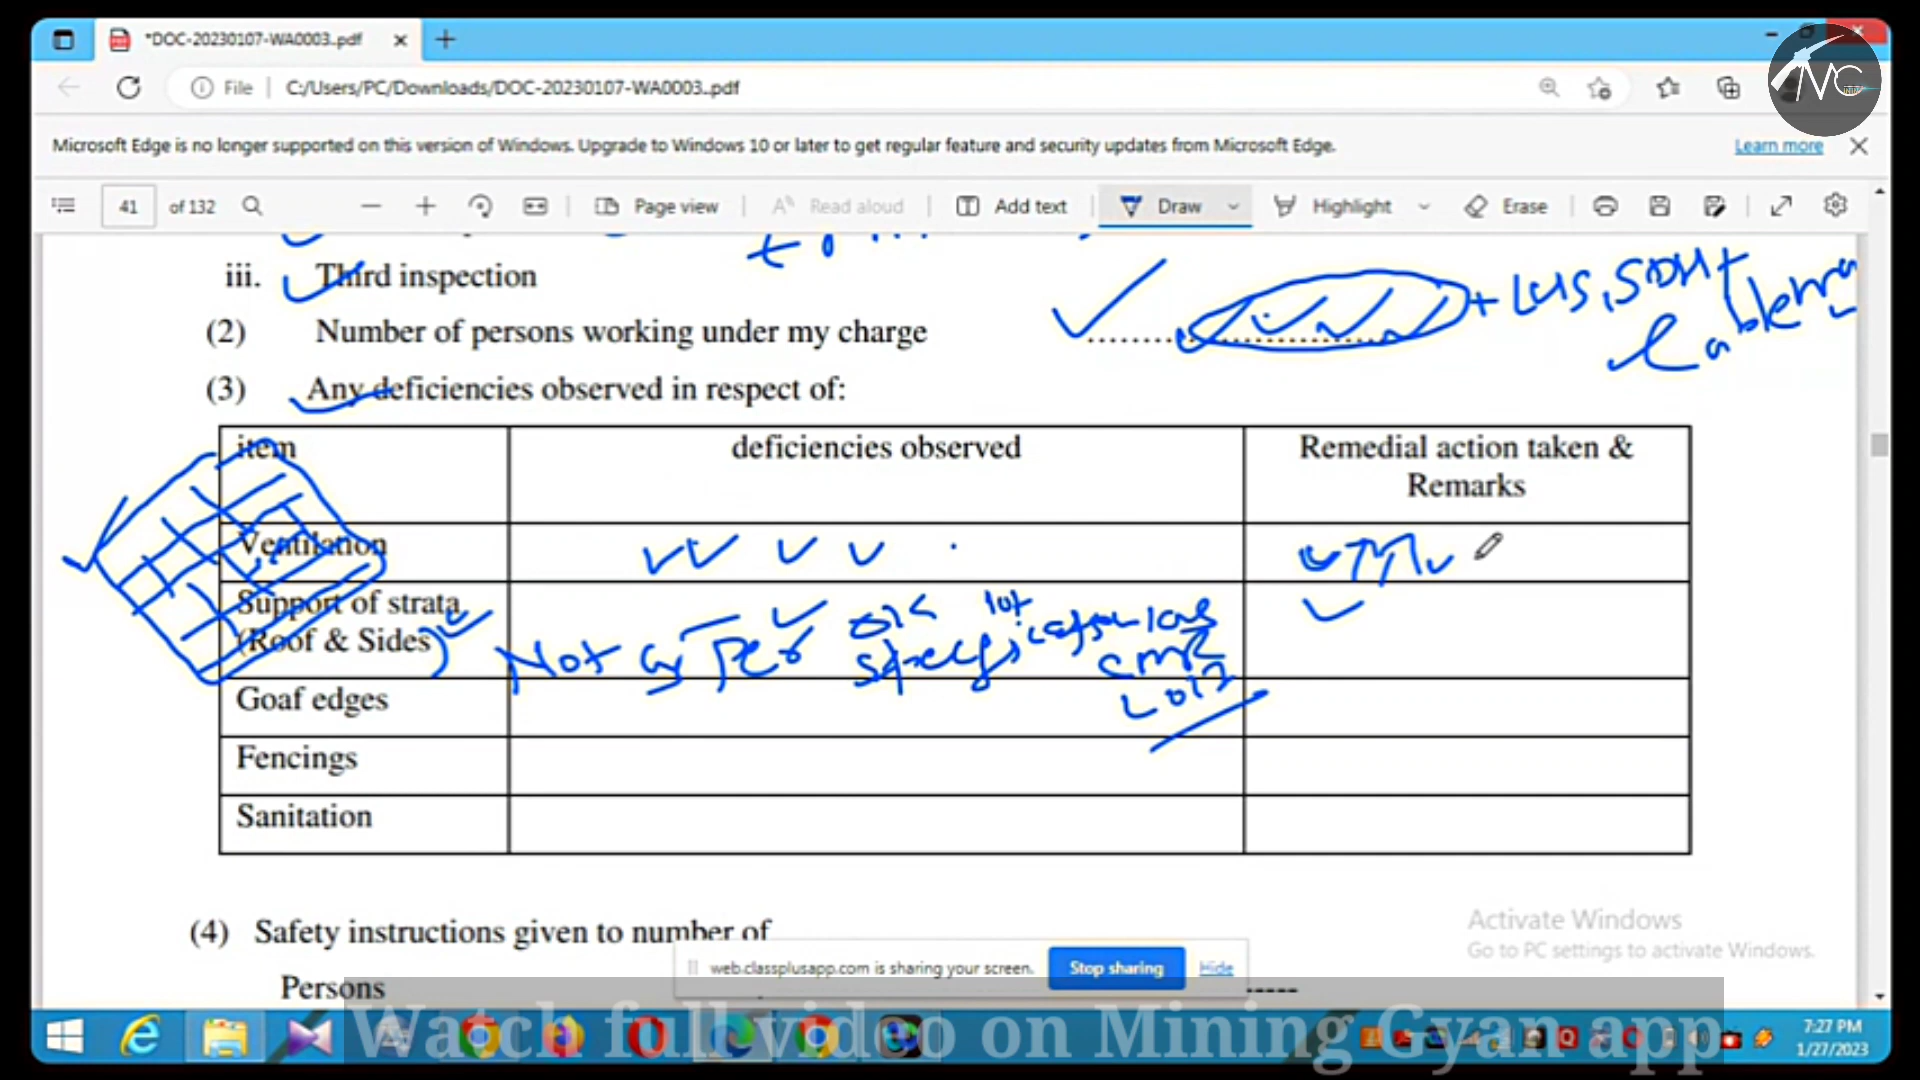 *DOC-20230107-WA0003..pdf
File | C:/Users/PC/Downloads/DOC-20230107-WA0003..pdf
MC
Microsoft Edge is no longer supported on this version of Windows. Upgrade to Windows 10 or later to get regular feature and security updates from Microsoft Edge.
Learn more
41 of 132
Page view
Read aloud
Add text
Draw
Highlight
Erase
iii. Third inspection
(2) Number of persons working under my charge
(3) Any deficiencies observed in respect of:
item deficiencies observed Remedial action taken &
Remarks
Ventilation
Support of strata
(Roof & Sides)
Not as per
Goaf edges
Fencings
Sanitation
(4) Safety instructions given to number of
Persons
Activate Windows
Go to PC settings to activate Windows.
web.classplusapp.com is sharing your screen. Stop sharing Hide
Watch full video on Mining Gyan app
7:27 PM
1/27/2023